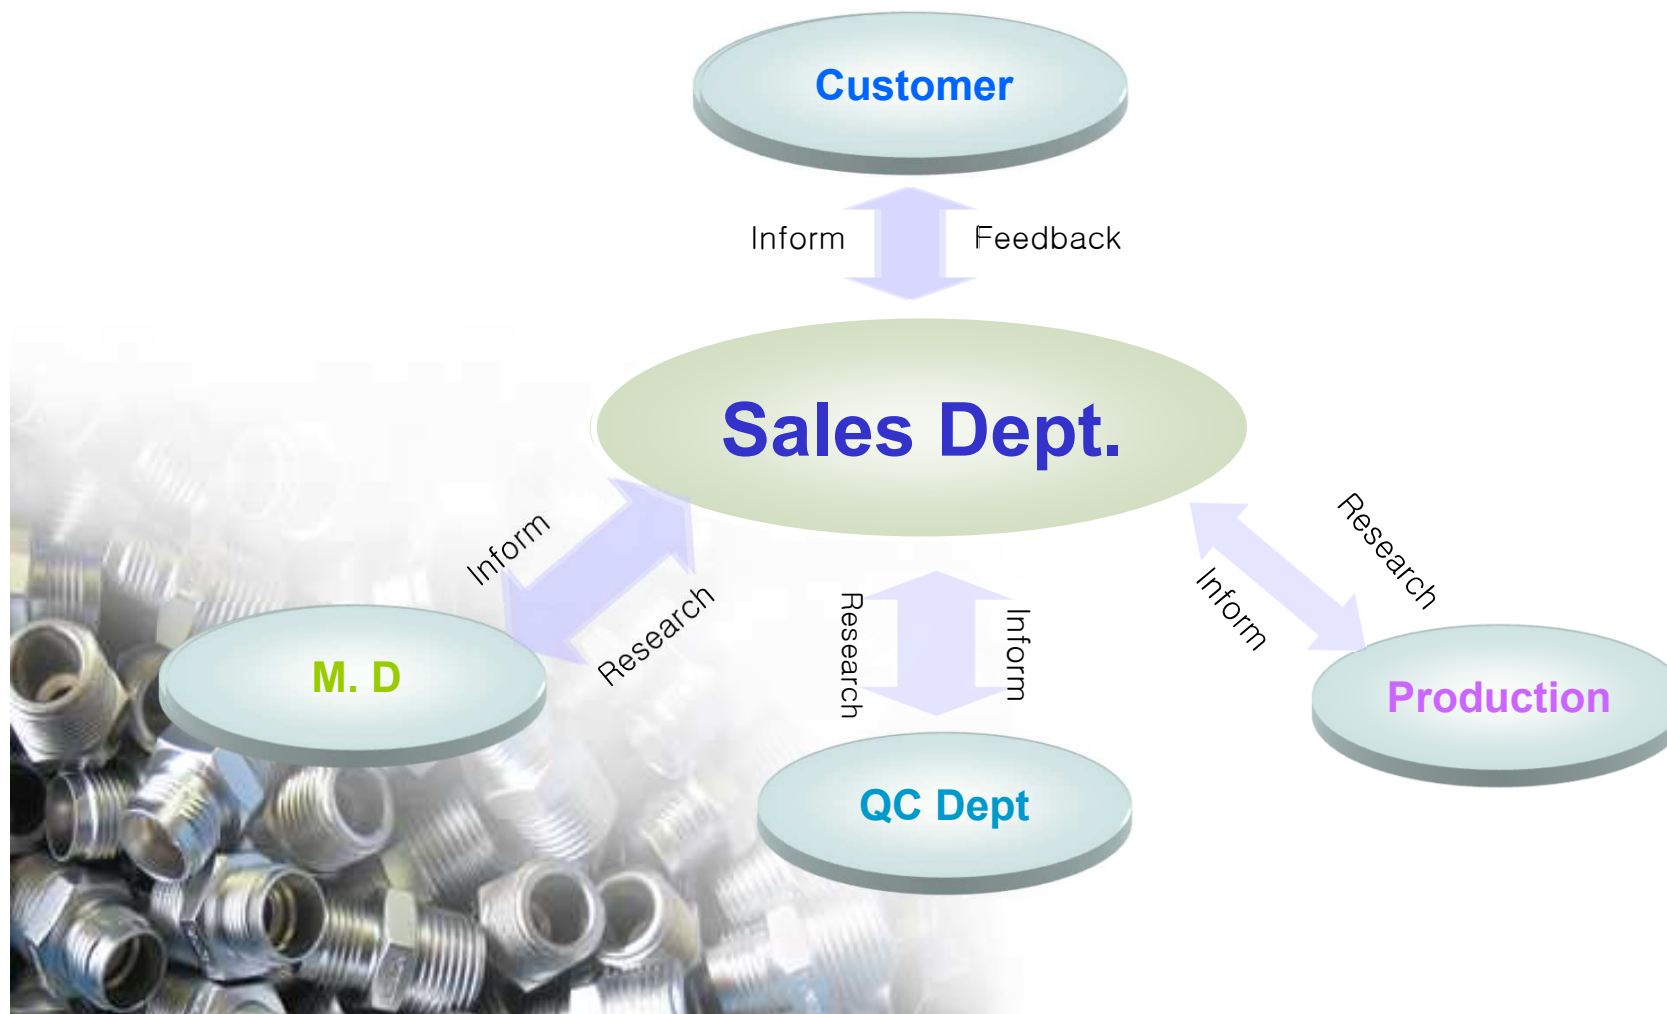 Customer
Inform
Feedback
Sales Dept.
Inform
Research
Research
Inform
Research
Inform
M. D
Production
QC Dept